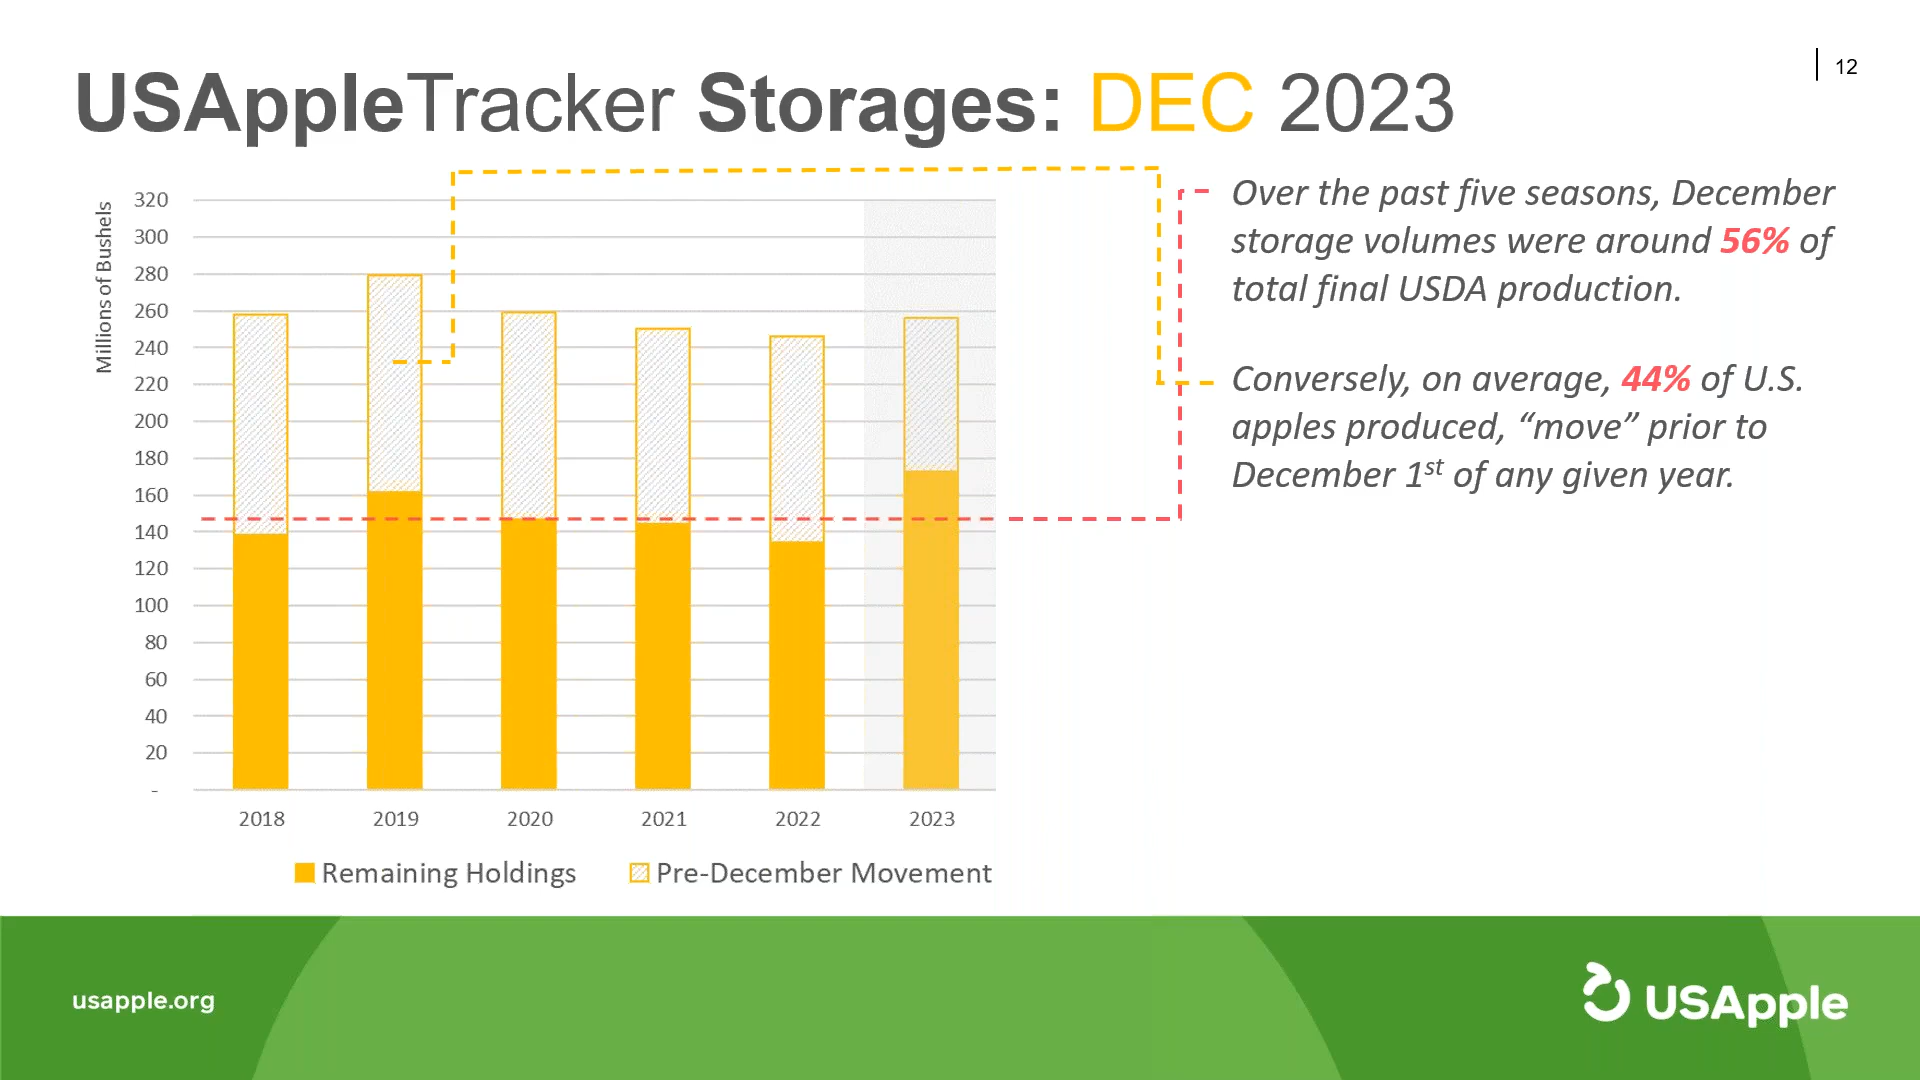 12
USAppleTracker Storages: DEC 2023
Millions of Bushels
320
300
280
260
240
220
200
180
160
140
120
100
80
60
40
20
-
2018 2019 2020 2021 2022 2023
Remaining Holdings Pre-December Movement
Over the past five seasons, December
storage volumes were around 56% of
total final USDA production.
Conversely, on average, 44% of U.S.
apples produced, “move” prior to
December 1st of any given year.
usapple.org
USApple